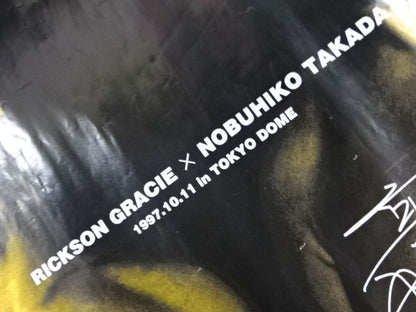 RICKSON GRACIE × NOBUHIKO TAKADA
1997.10.11 in TOKYO DOME